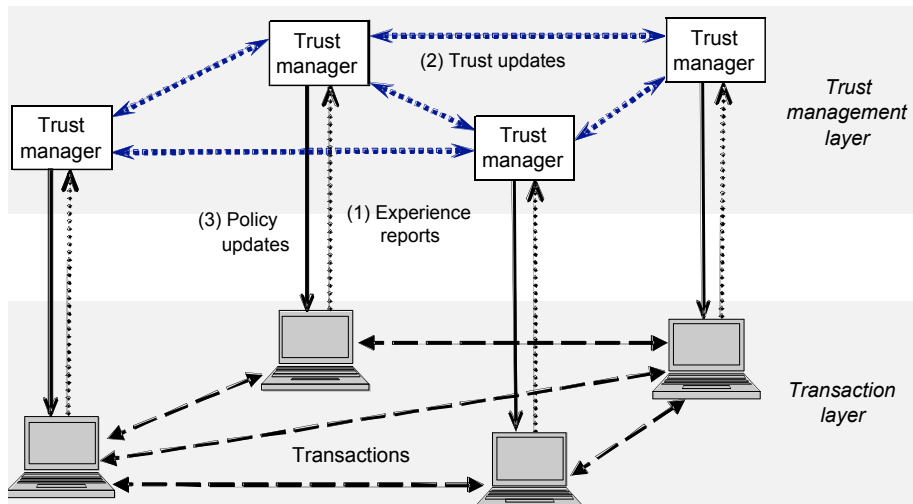 Trust
manager
(2) Trust updates
Trust
manager
Trust
management
layer
Trust
manager
Trust
manager
(3) Policy
updates
(1) Experience
reports
Transaction
layer
Transactions